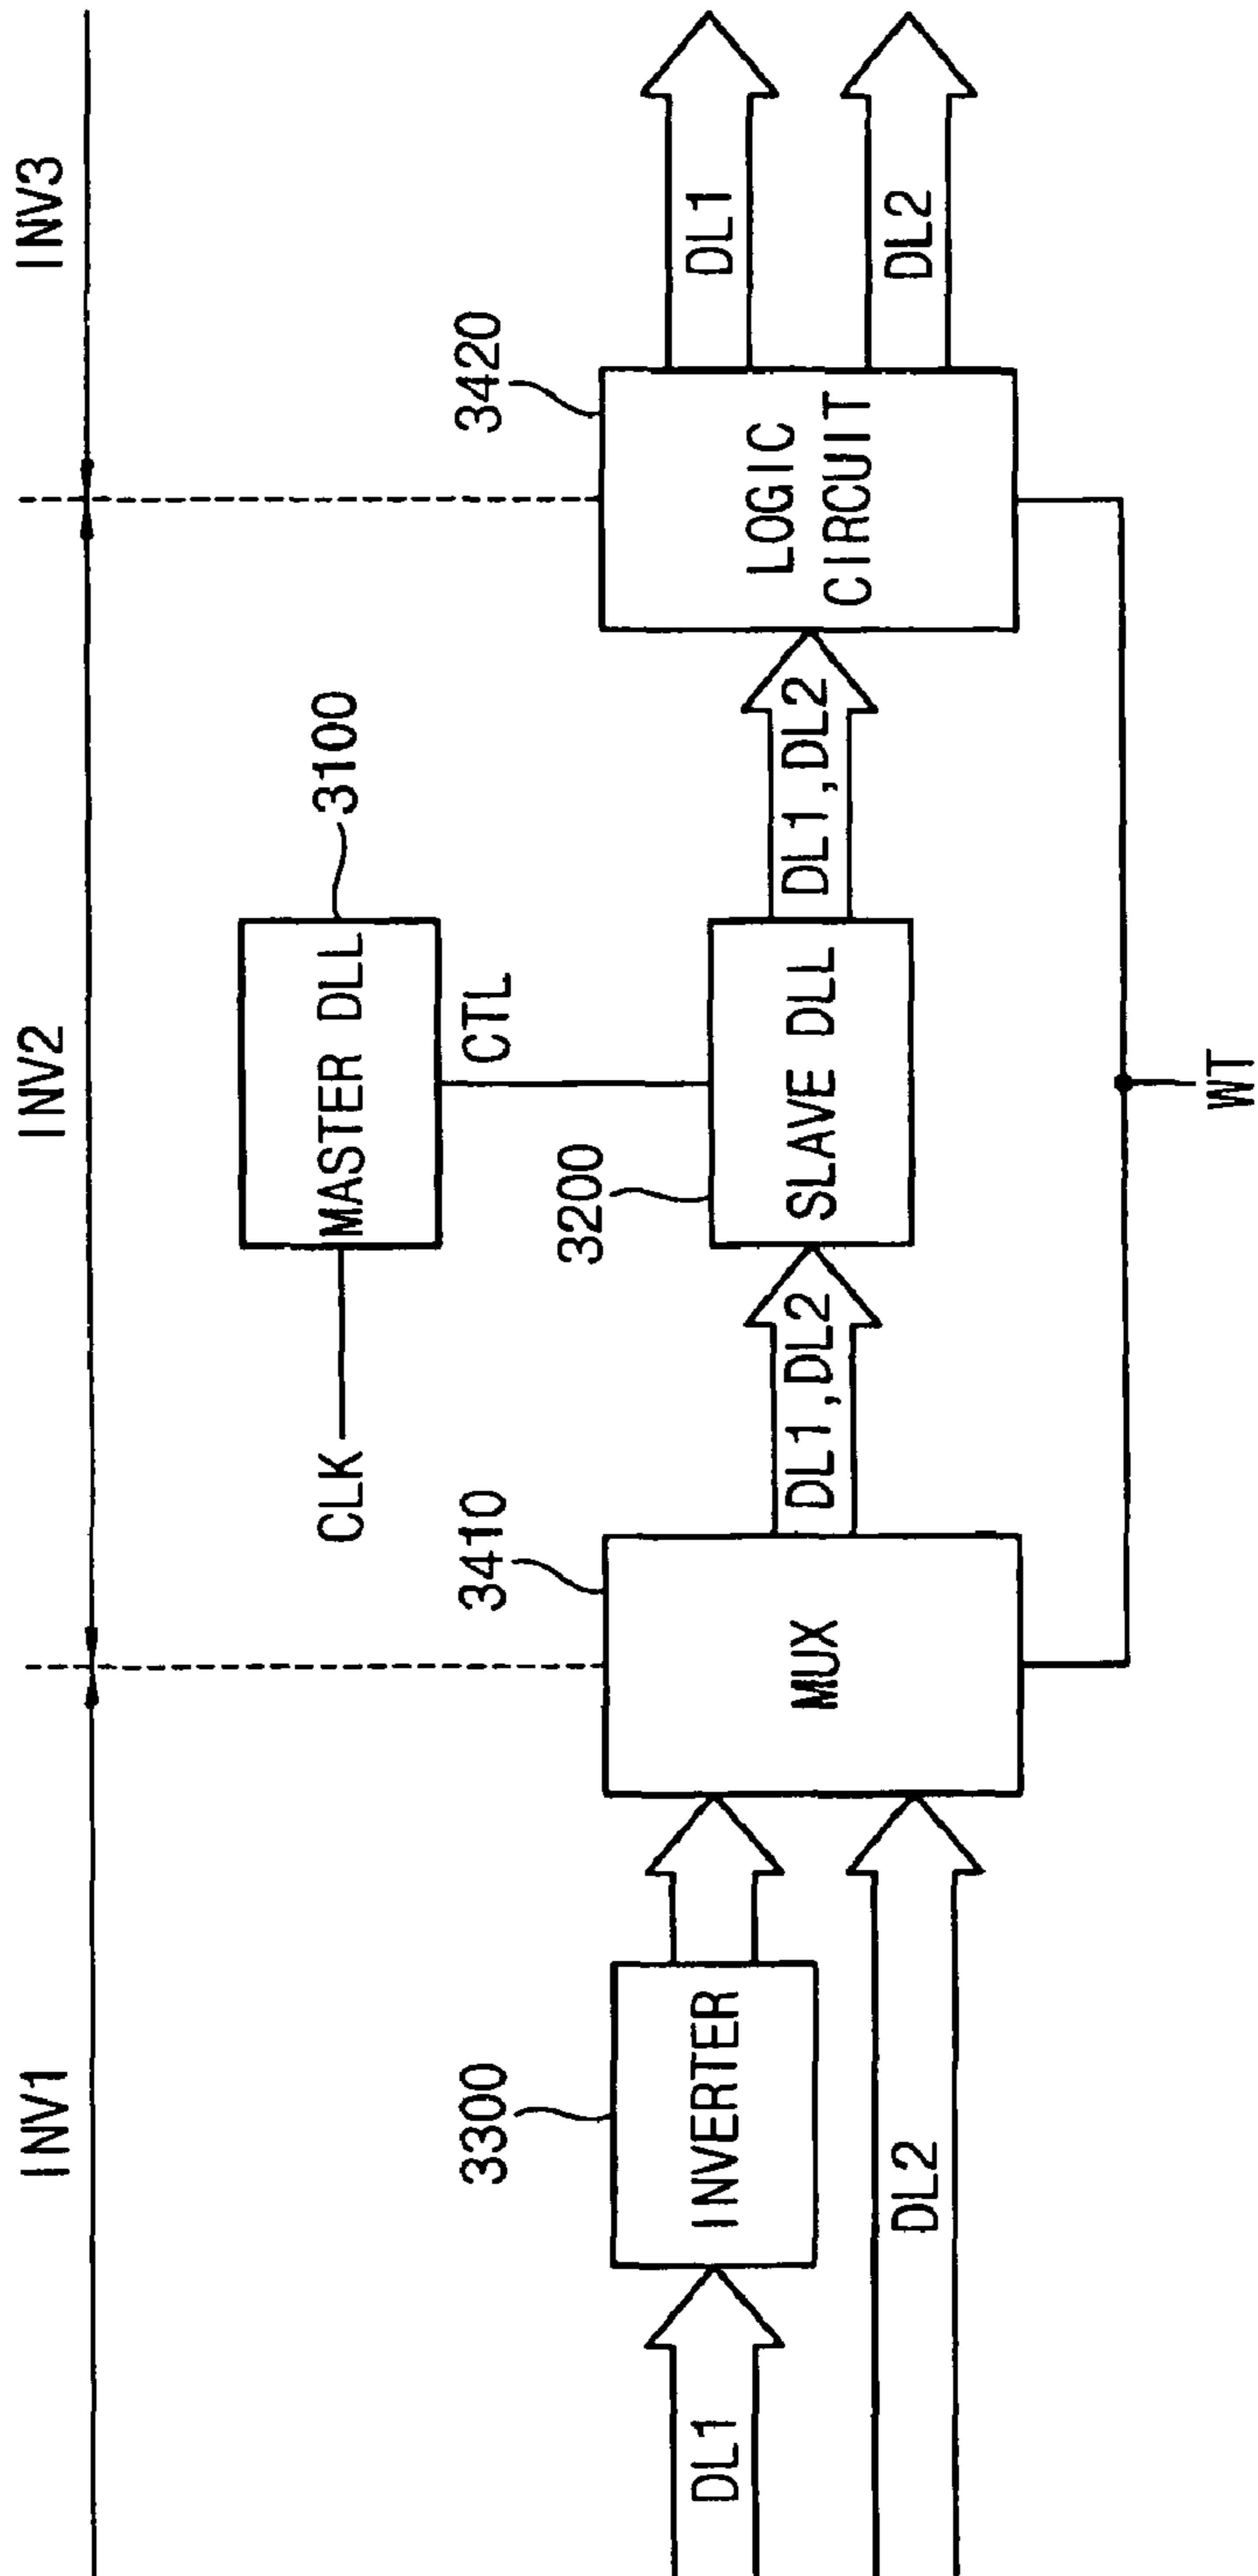 INV1
INV2
INV3
3100
MASTER DLL
CLK
CTL
3300
3410
3200
3420
DL1
INVERTER
MUX
DL1,DL2
SLAVE DLL
DL1,DL2
LOGIC
CIRCUIT
DL1
DL2
DL2
WT